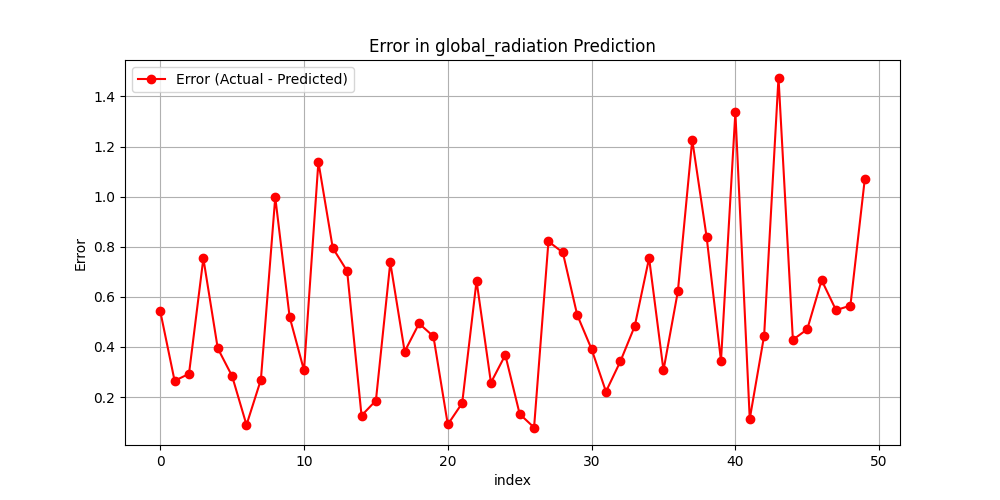 Error in global_radiation Prediction
Error (Actual - Predicted)
1.4
1.2
1.0
0.8
0.6
0.4
0.2
Error
0 10 20 30 40 50
index